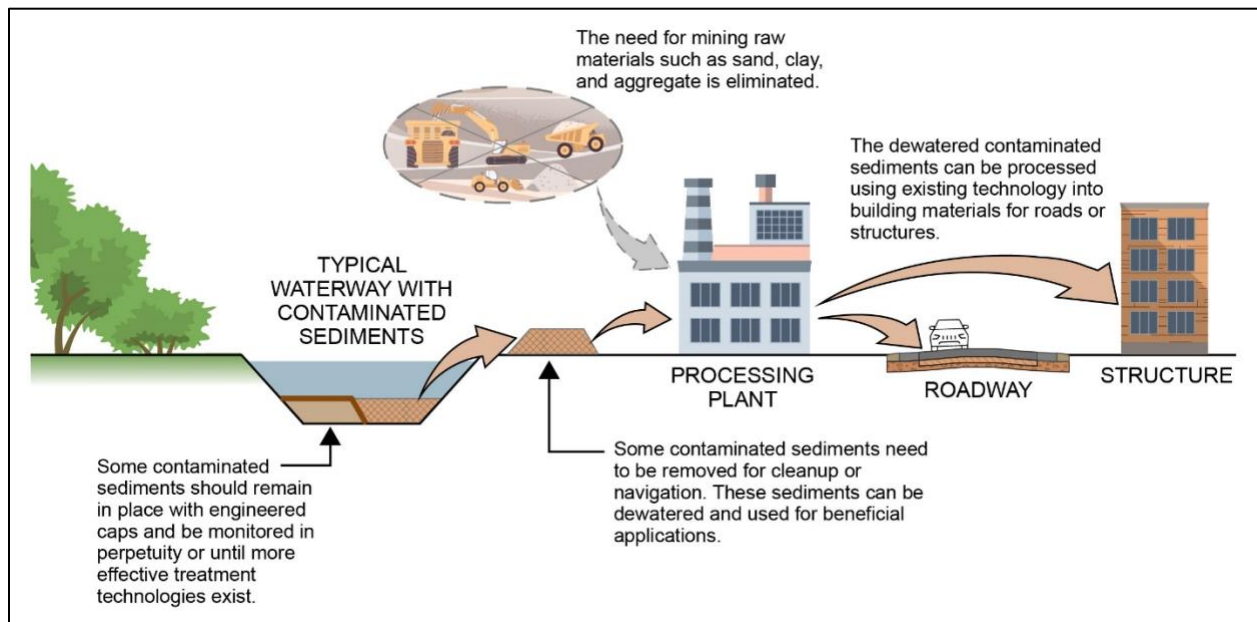 The need for mining raw
materials such as sand, clay,
and aggregate is eliminated.
The dewatered contaminated
sediments can be processed
using existing technology into
building materials for roads or
structures.
TYPICAL
WATERWAY WITH
CONTAMINATED
SEDIMENTS
PROCESSING
PLANT
ROADWAY
STRUCTURE
Some contaminated
sediments should remain
in place with engineered
caps and be monitored in
perpetuity or until more
effective treatment
technologies exist.
Some contaminated sediments need
to be removed for cleanup or
navigation. These sediments can be
dewatered and used for beneficial
applications.